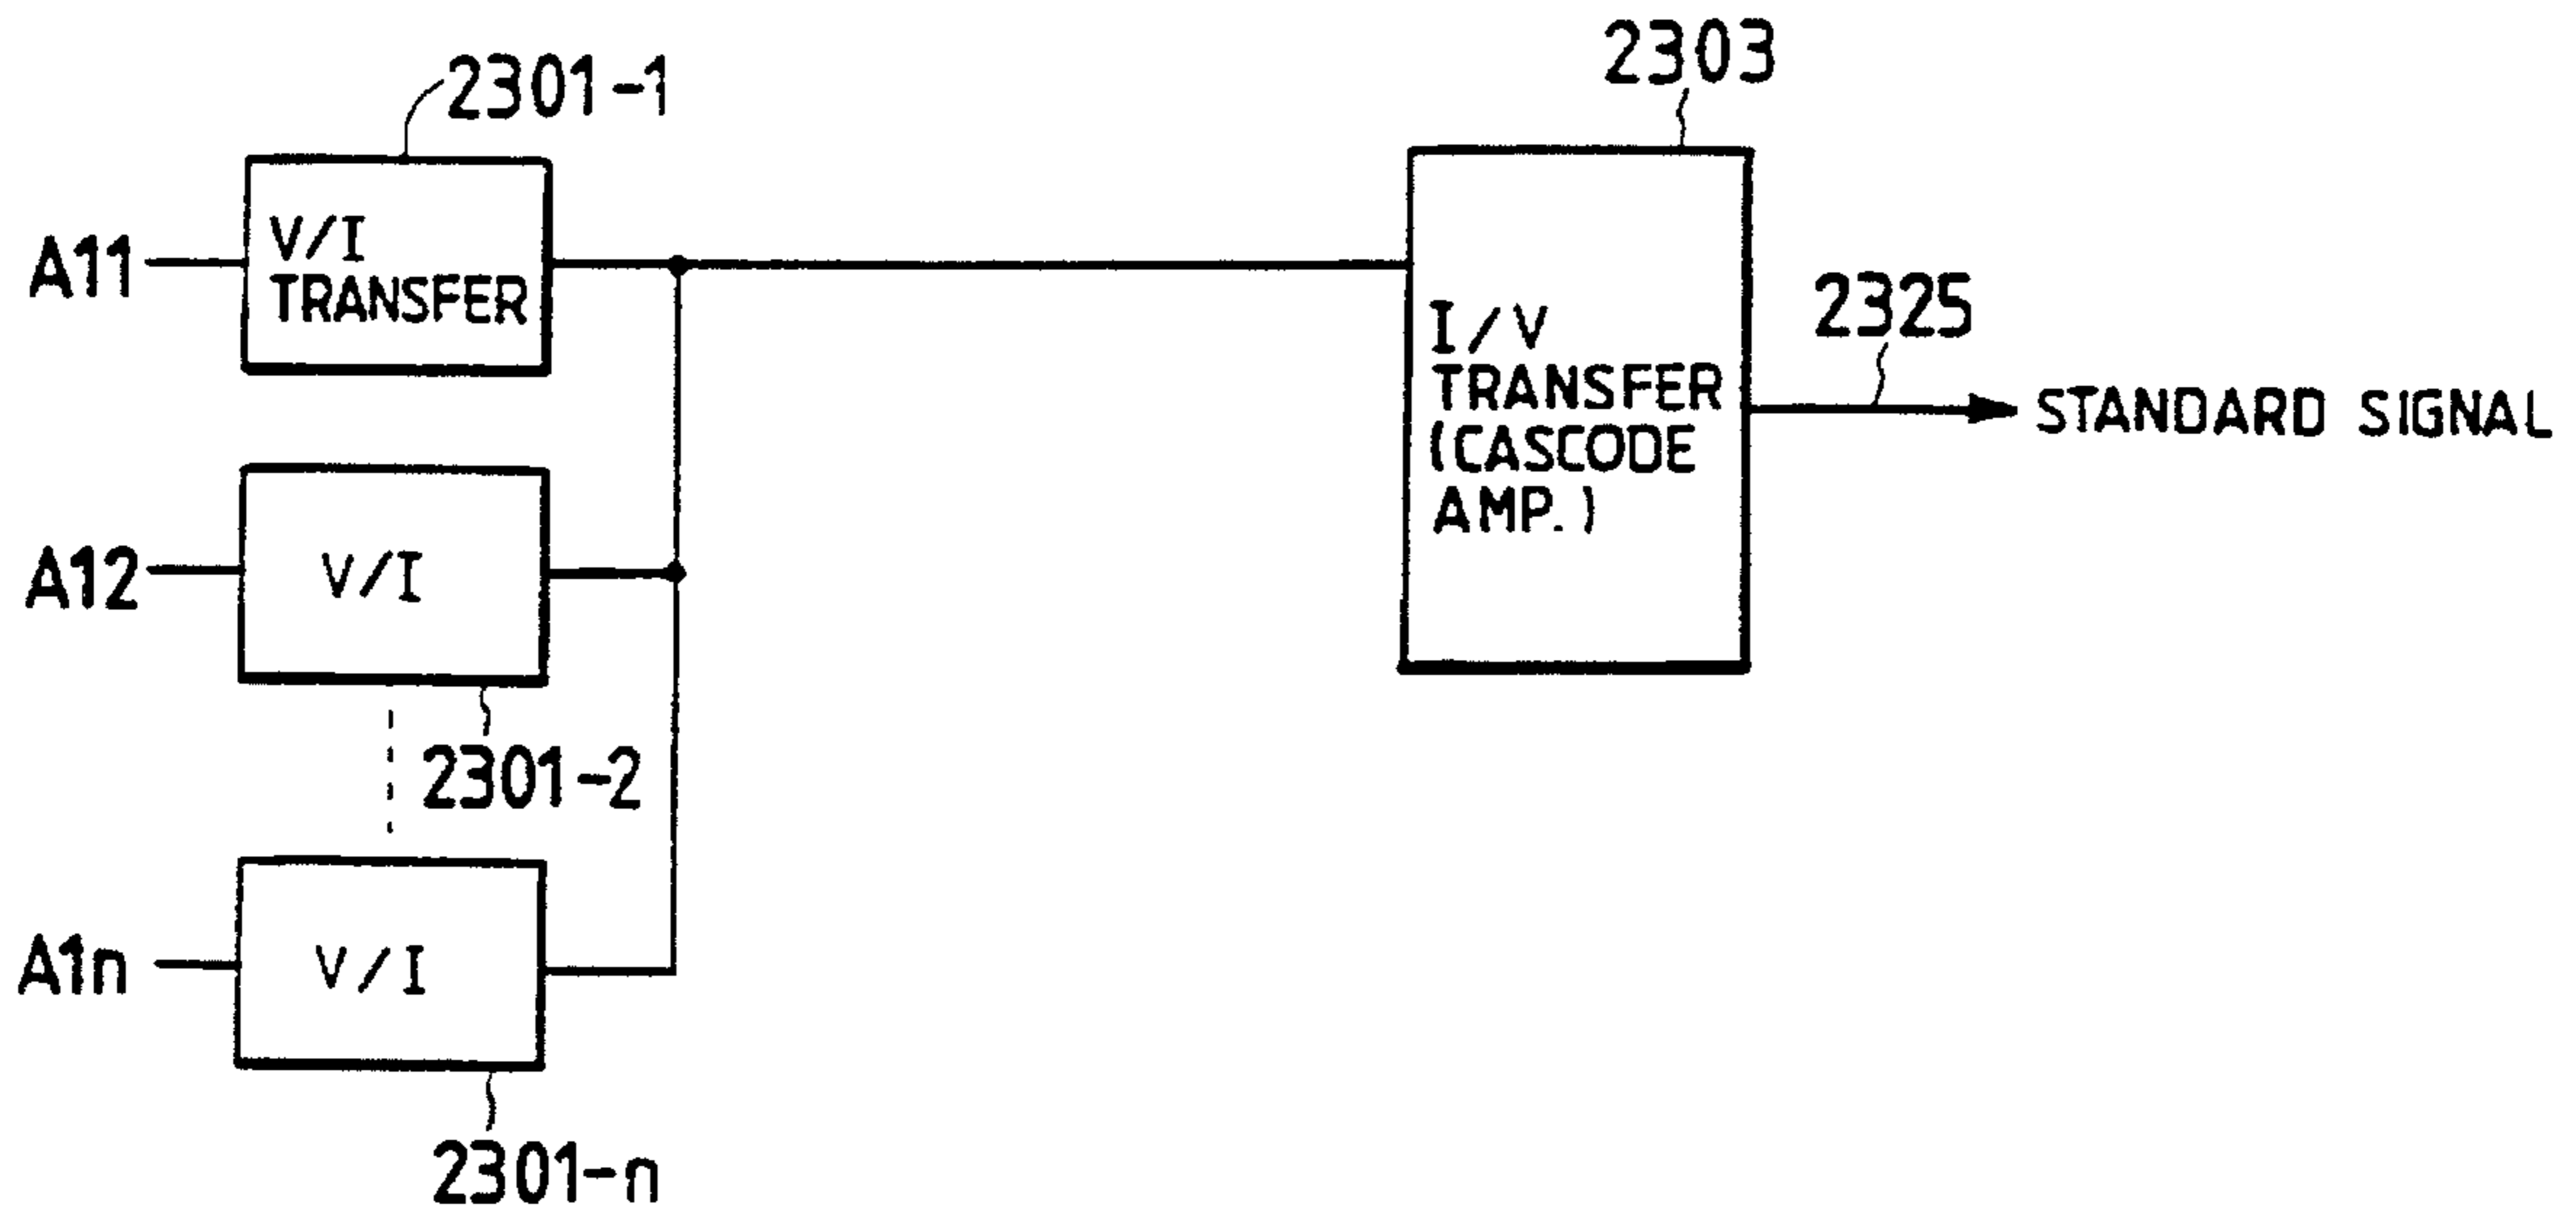 2301-1
2303
V/I
TRANSFER
A11
2325
I/V
TRANSFER
(CASCODE
AMP.)
STANDARD SIGNAL
A12
V/I
2301-2
A1n
V/I
2301-n